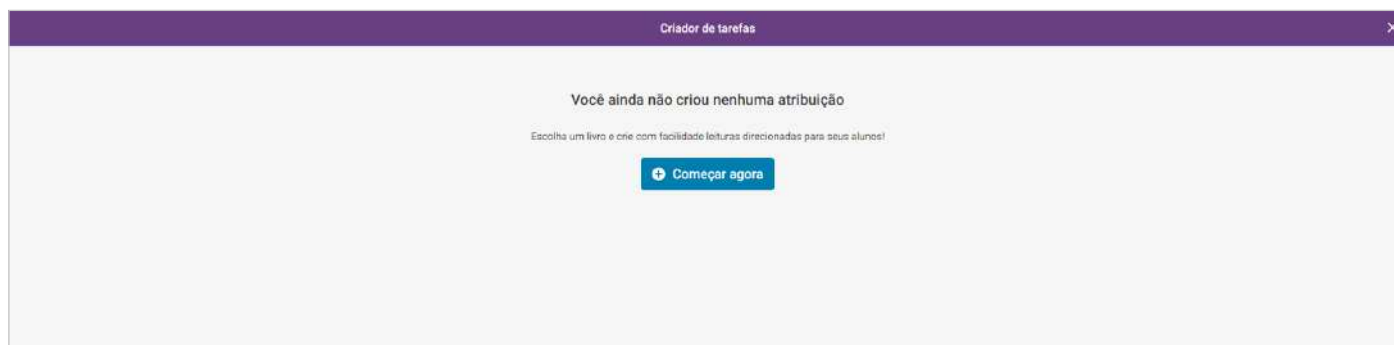 Criador de tarefas
Você ainda não criou nenhuma atribuição
Escolha um livro e crie com facilidade leituras direcionadas para seus alunos!
Começar agora